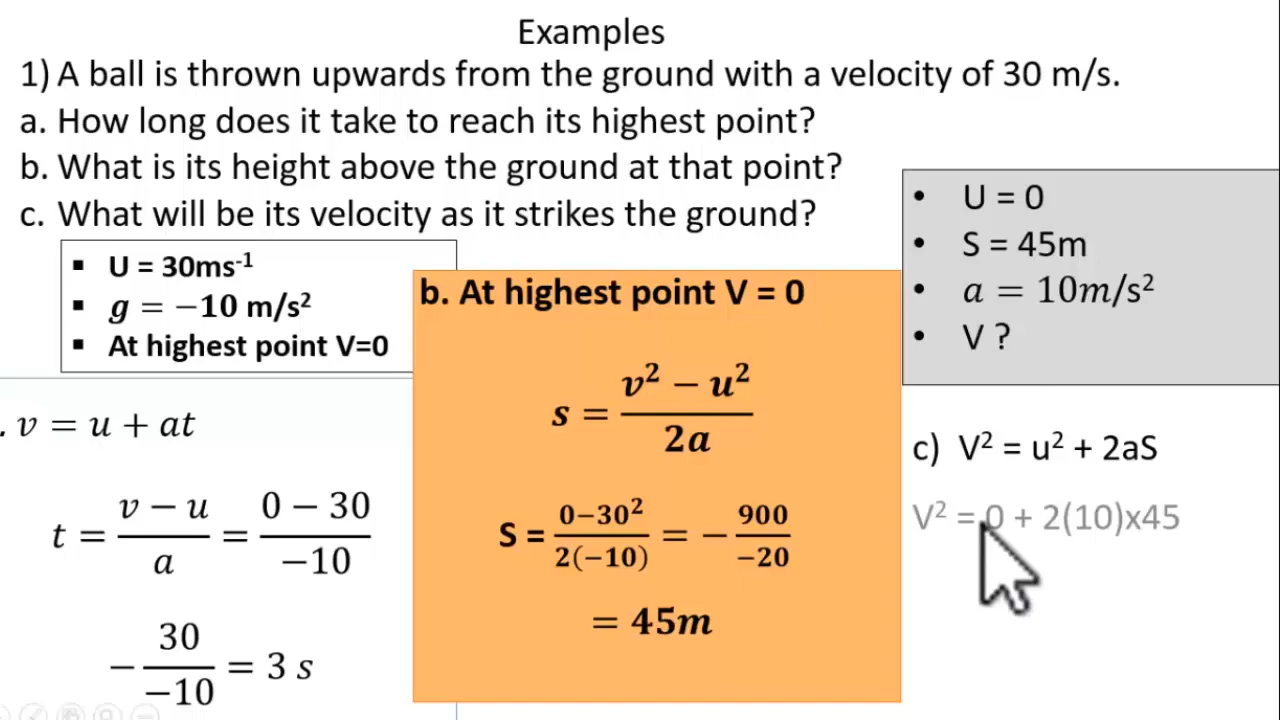 Examples
1) A ball is thrown upwards from the ground with a velocity of 30 m/s.
a. How long does it take to reach its highest point?
b. What is its height above the ground at that point?
c. What will be its velocity as it strikes the ground?
▪ U = 30ms⁻¹
▪ g = −10 m/s²
▪ At highest point V=0
. v = u + at
t = (v − u)/a = (0 − 30)/(−10)
−30/(−10) = 3 s
b. At highest point V = 0
s = (v² − u²)/(2a)
S = (0−30²)/(2(−10)) = −900/(−20)
= 45m
• U = 0
• S = 45m
• a = 10m/s²
• V ?
c) V² = u² + 2aS
V² = 0 + 2(10)x45